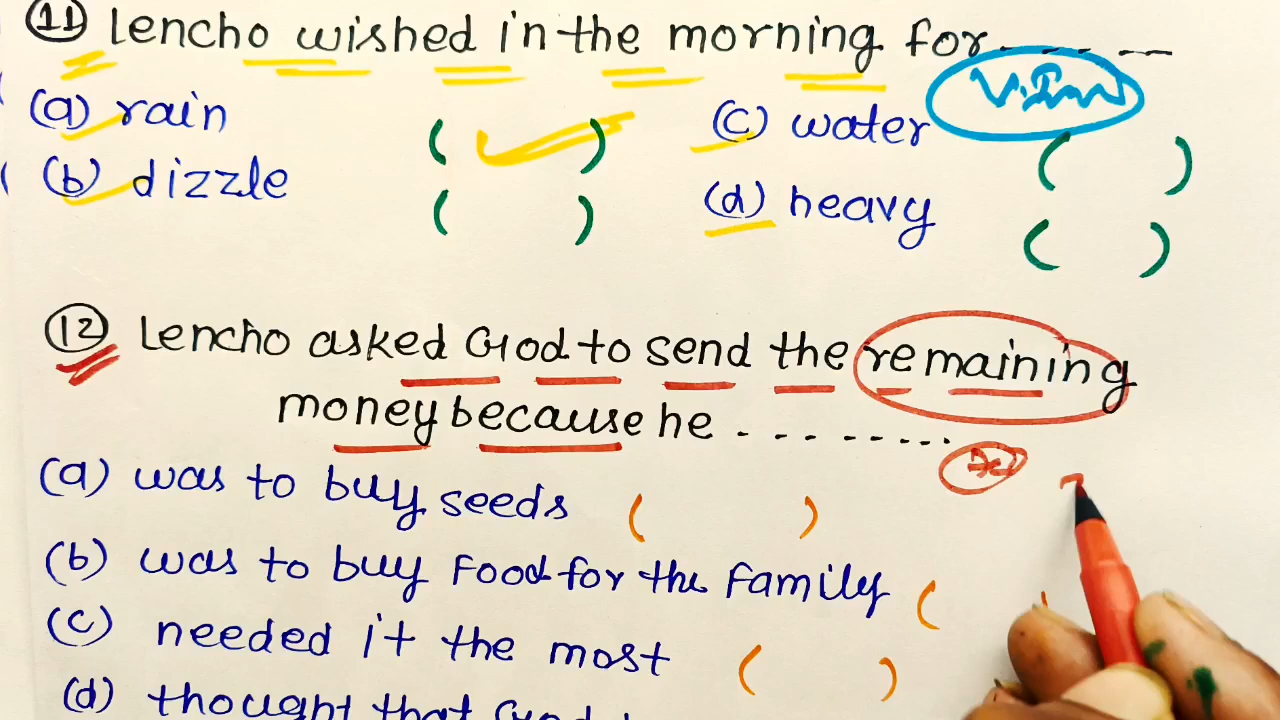 (11) Lencho wished in the morning for - - - - -
(a) rain ( ) (c) water ( )
(b) dizzle ( ) (d) heavy ( )
(12) Lencho asked God to send the remaining
money because he - - - - - - - - -
(a) was to buy seeds ( )
(b) was to buy food for the family ( )
(c) needed it the most ( )
(d) thought that God